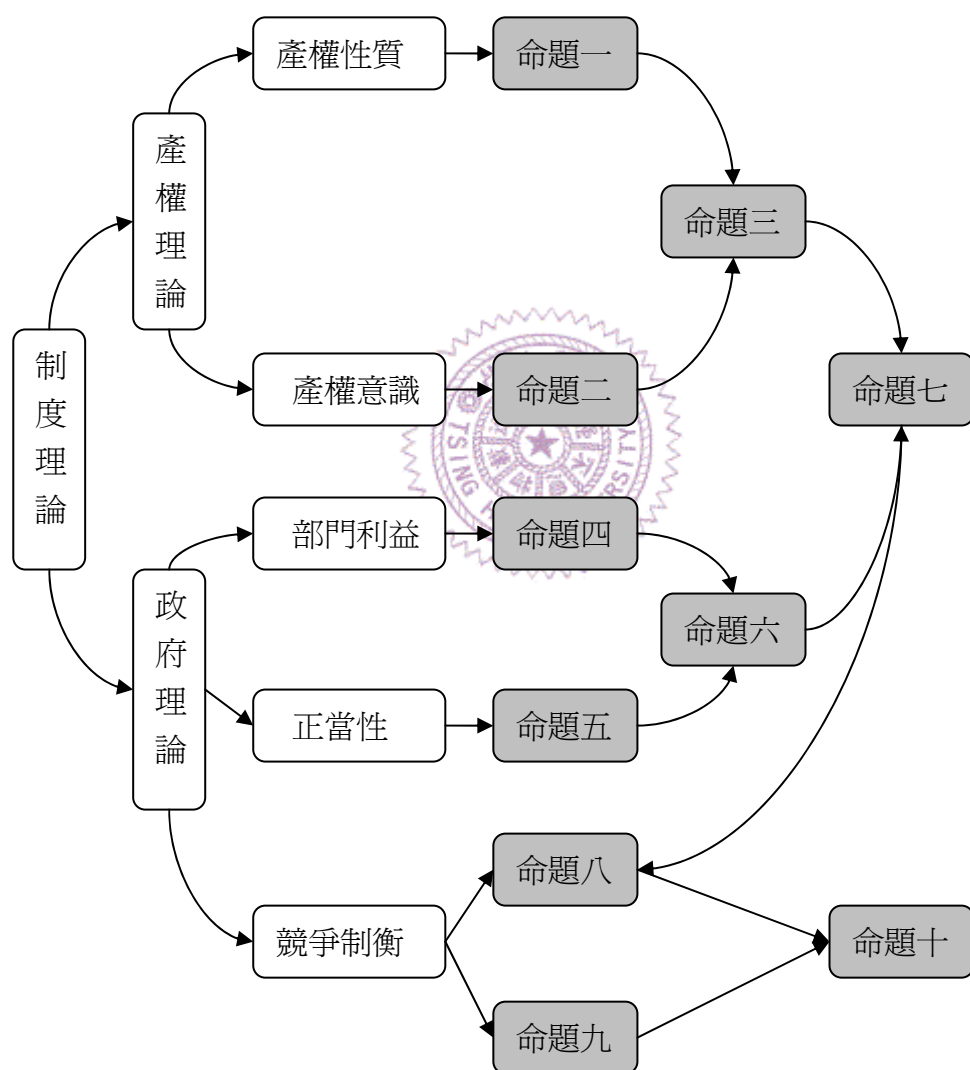 產權性質
命題一
產權理論
命題三
制度理論
產權意識
命題二
命題七
部門利益
命題四
政府理論
命題六
正當性
命題五
命題八
競爭制衡
命題十
命題九
TSING